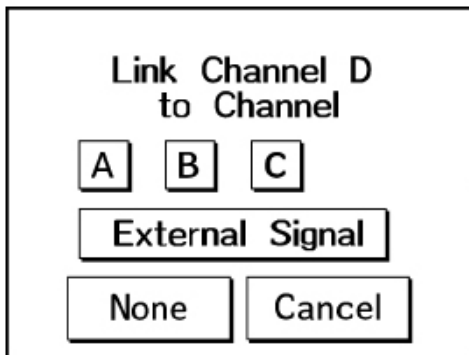 Link Channel D
to Channel
A B C
External Signal
None Cancel